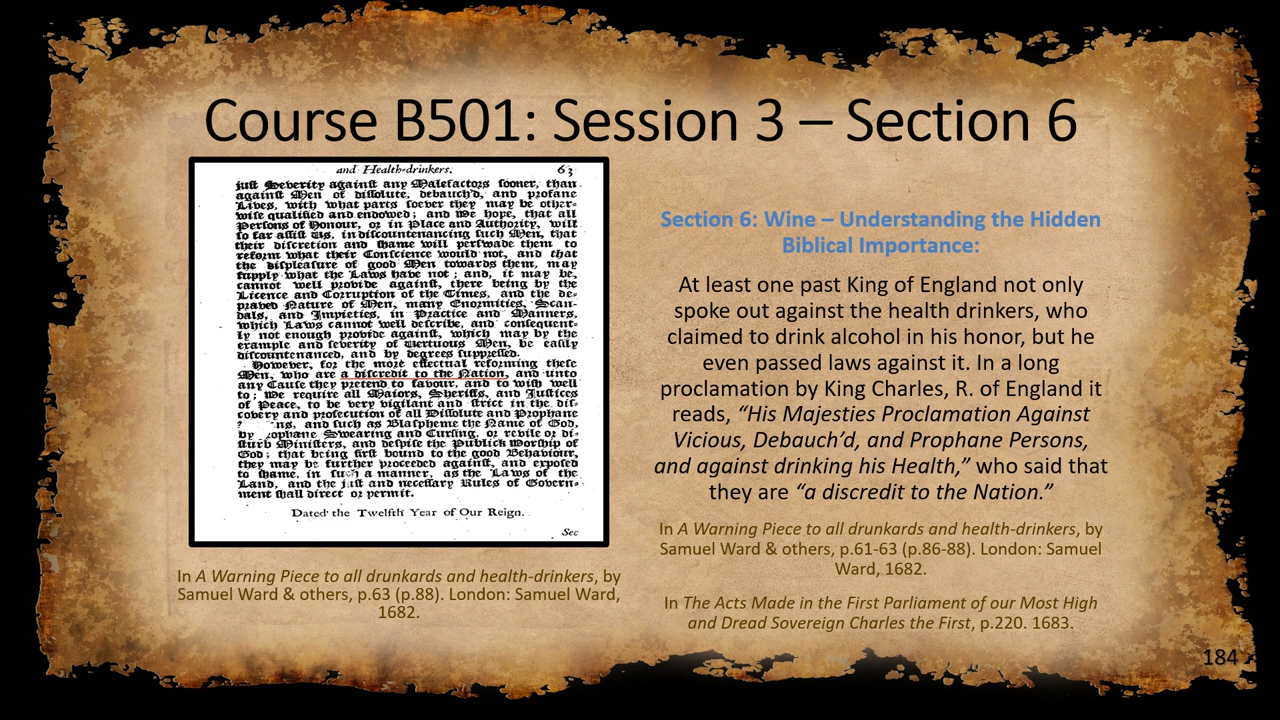 Course B501: Session 3 – Section 6
and Health-drinkers. 63
just Severity against any Malefactors sooner, than
against Men of dissolute, debauch'd, and profane
Lives, with what parts soever they may be other-
wise qualified and endowed; and We hope, that all
Persons of Honour, or in Place and Authority, will
so far assist Us, in discountenancing such Men, that
their discretion and shame will perswade them to
reform what their Conscience would not, and that
the displeasure of good Men towards them, may
supply what the Laws have not; and, it may be,
cannot well provide against, there being by the
Licence and Corruption of the Times, and the de-
praved Nature of Men, many Enormities, Scan-
dals, and Impieties, in Practice and Manners,
which Laws cannot well describe, and consequent-
ly not enough provide against, which may by the
example and severity of Vertuous Men, be easily
discountenanced, and by degrees suppressed.
However, for the more effectual reforming these
Men, who are a discredit to the Nation, and unto
any Cause they pretend to favour, and to wish well
to; We require all Maiors, Sheriffs, and Justices
of Peace, to be very vigilant and strict in the dis-
covery and prosecution of all Dissolute and Prophane
ns, and such as Blaspheme the Name of God,
by rophane Swearing and Cursing, or revile or di-
sturb Ministers, and despise the Publick Worship of
God; that being first bound to the good Behaviour,
they may be further proceeded against, and exposed
to shame, in such a manner, as the Laws of the
Land, and the just and necessary Rules of Govern-
ment shall direct or permit.
Dated the Twelfth Year of Our Reign.
Sec
In A Warning Piece to all drunkards and health-drinkers, by
Samuel Ward & others, p.63 (p.88). London: Samuel Ward,
1682.
Section 6: Wine – Understanding the Hidden
Biblical Importance:
At least one past King of England not only
spoke out against the health drinkers, who
claimed to drink alcohol in his honor, but he
even passed laws against it. In a long
proclamation by King Charles, R. of England it
reads, “His Majesties Proclamation Against
Vicious, Debauch’d, and Prophane Persons,
and against drinking his Health,” who said that
they are “a discredit to the Nation.”
In A Warning Piece to all drunkards and health-drinkers, by
Samuel Ward & others, p.61-63 (p.86-88). London: Samuel
Ward, 1682.
In The Acts Made in the First Parliament of our Most High
and Dread Sovereign Charles the First, p.220. 1683.
184